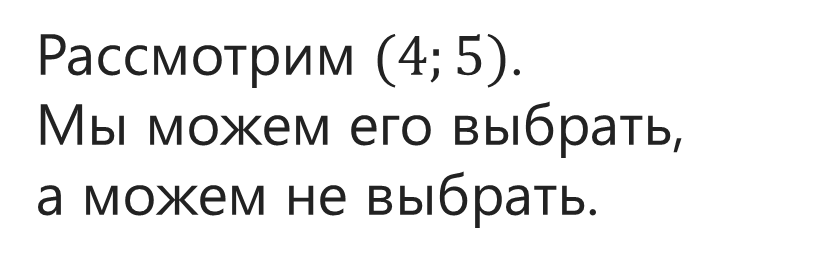 Рассмотрим (4; 5).
Мы можем его выбрать,
а можем не выбрать.